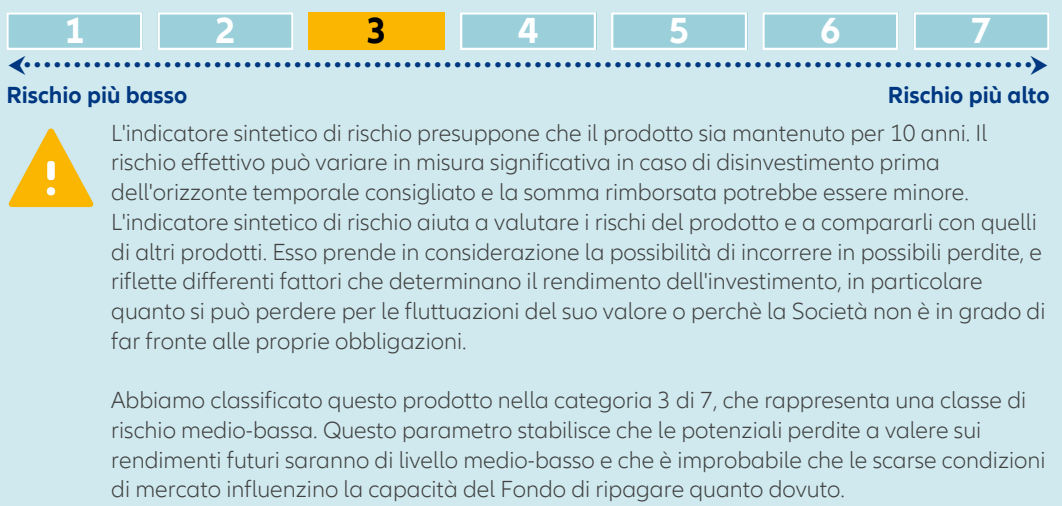 1 2 3 4 5 6 7
Rischio più basso Rischio più alto
L'indicatore sintetico di rischio presuppone che il prodotto sia mantenuto per 10 anni. Il
rischio effettivo può variare in misura significativa in caso di disinvestimento prima
dell'orizzonte temporale consigliato e la somma rimborsata potrebbe essere minore.
L'indicatore sintetico di rischio aiuta a valutare i rischi del prodotto e a compararli con quelli
di altri prodotti. Esso prende in considerazione la possibilità di incorrere in possibili perdite, e
riflette differenti fattori che determinano il rendimento dell'investimento, in particolare
quanto si può perdere per le fluttuazioni del suo valore o perchè la Società non è in grado di
far fronte alle proprie obbligazioni.
Abbiamo classificato questo prodotto nella categoria 3 di 7, che rappresenta una classe di
rischio medio-bassa. Questo parametro stabilisce che le potenziali perdite a valere sui
rendimenti futuri saranno di livello medio-basso e che è improbabile che le scarse condizioni
di mercato influenzino la capacità del Fondo di ripagare quanto dovuto.